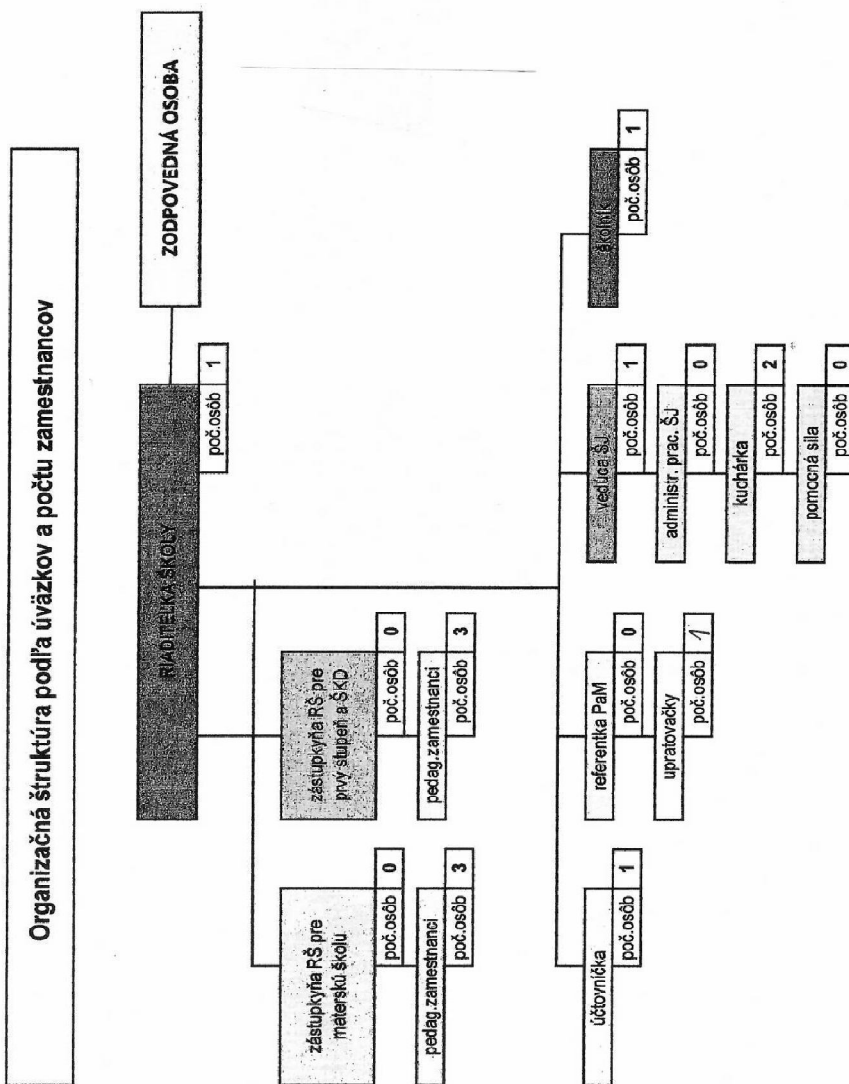 Organizačná štruktúra podľa úväzkov a počtu zamestnancov
RIADITEĽKA ŠKOLY
poč.osôb 1
ZODPOVEDNÁ OSOBA
zástupkyňa RŠ pre
materskú školu
poč.osôb 0
pedag.zamestnanci
poč.osôb 3
zástupkyňa RŠ pre
prvý stupeň a ŠKD
poč.osôb 0
pedag.zamestnanci
poč.osôb 3
účtovníčka
poč.osôb 1
referentka PaM
poč.osôb 0
upratovačky
poč.osôb 1
vedúca ŠJ
poč.osôb 1
administr. prac. ŠJ
poč.osôb 0
kuchárka
poč.osôb 2
pomocná sila
poč.osôb 0
školník
poč.osôb 1